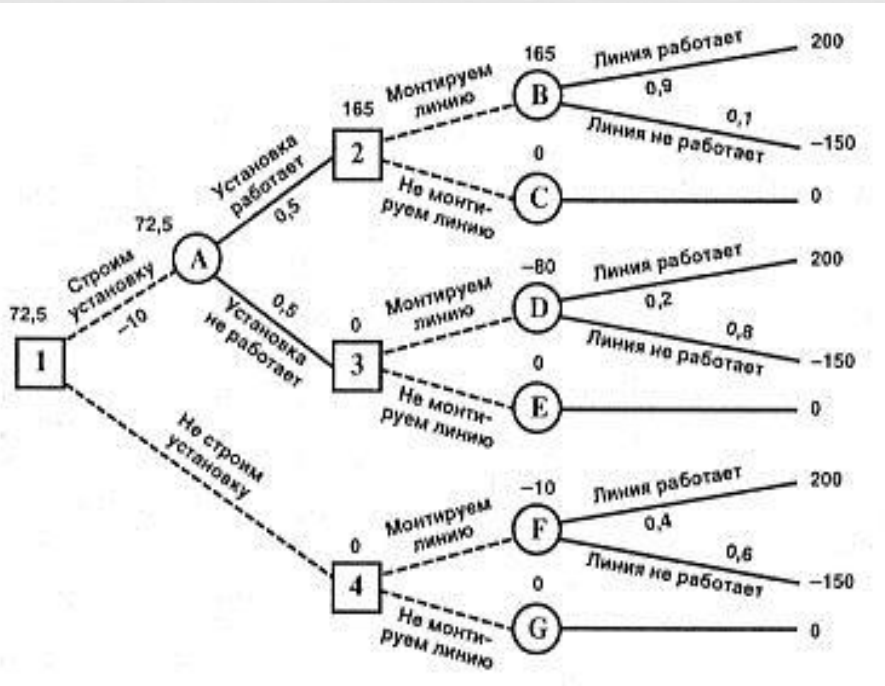 72,5
1
Строим
установку
–10
Не строим
установку
72,5
A
Установка
работает
0,5
0,5
Установка
не работает
165
2
Монтируем
линию
Не монти-
руем линию
165
B
Линия работает
0,9
200
0,1
Линия не работает
–150
0
C
0
0
3
Монтируем
линию
Не монти-
руем линию
–80
D
Линия работает
0,2
200
0,8
Линия не работает
–150
0
E
0
0
4
Монтируем
линию
Не монти-
руем линию
–10
F
Линия работает
0,4
200
0,6
Линия не работает
–150
0
G
0